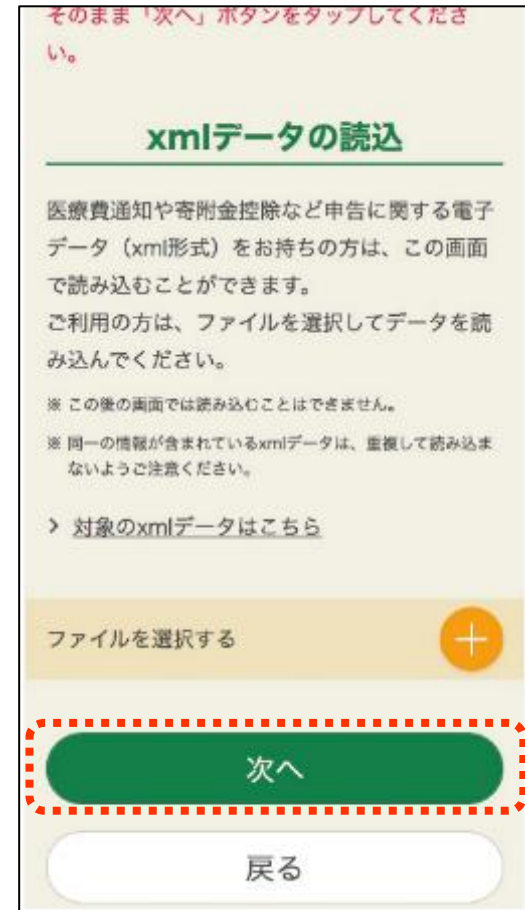 そのまま「次へ」ボタンをタップしてくださ
い。
xmlデータの読込
医療費通知や寄附金控除など申告に関する電子
データ（xml形式）をお持ちの方は、この画面
で読み込むことができます。
ご利用の方は、ファイルを選択してデータを読
み込んでください。
※ この後の画面では読み込むことはできません。
※ 同一の情報が含まれているxmlデータは、重複して読み込ま
ないようご注意ください。
> 対象のxmlデータはこちら
ファイルを選択する
次へ
戻る